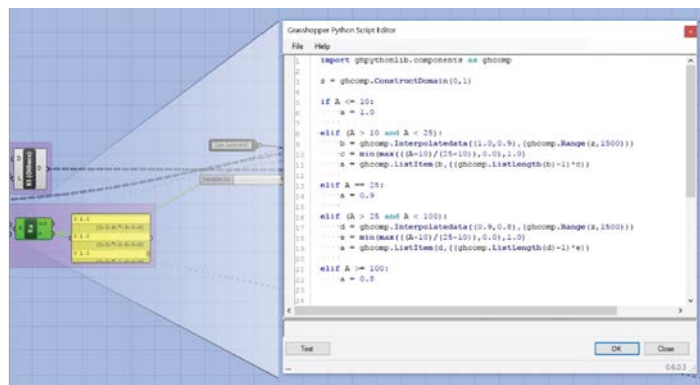 Grasshopper Python Script Editor
File Help
import ghpythonlib.components as ghcomp
z = ghcomp.ConstructDomain(0,1)
if A <= 10:
a = 1.0
elif (A > 10 and A < 25):
b = ghcomp.Interpolatedata((1.0,0.9),(ghcomp.Range(z,1500)))
c = min(max(((A-10)/(25-10)),0.0),1.0)
a = ghcomp.ListItem(b,((ghcomp.ListLength(b)-1)*c))
elif A == 25:
a = 0.9
elif (A > 25 and A < 100):
d = ghcomp.Interpolatedata((0.9,0.8),(ghcomp.Range(z,1500)))
e = min(max(((A-10)/(25-10)),0.0),1.0)
a = ghcomp.ListItem(d,((ghcomp.ListLength(d)-1)*e))
elif A >= 100:
a = 0.8
Test OK Close
0.6.0.3